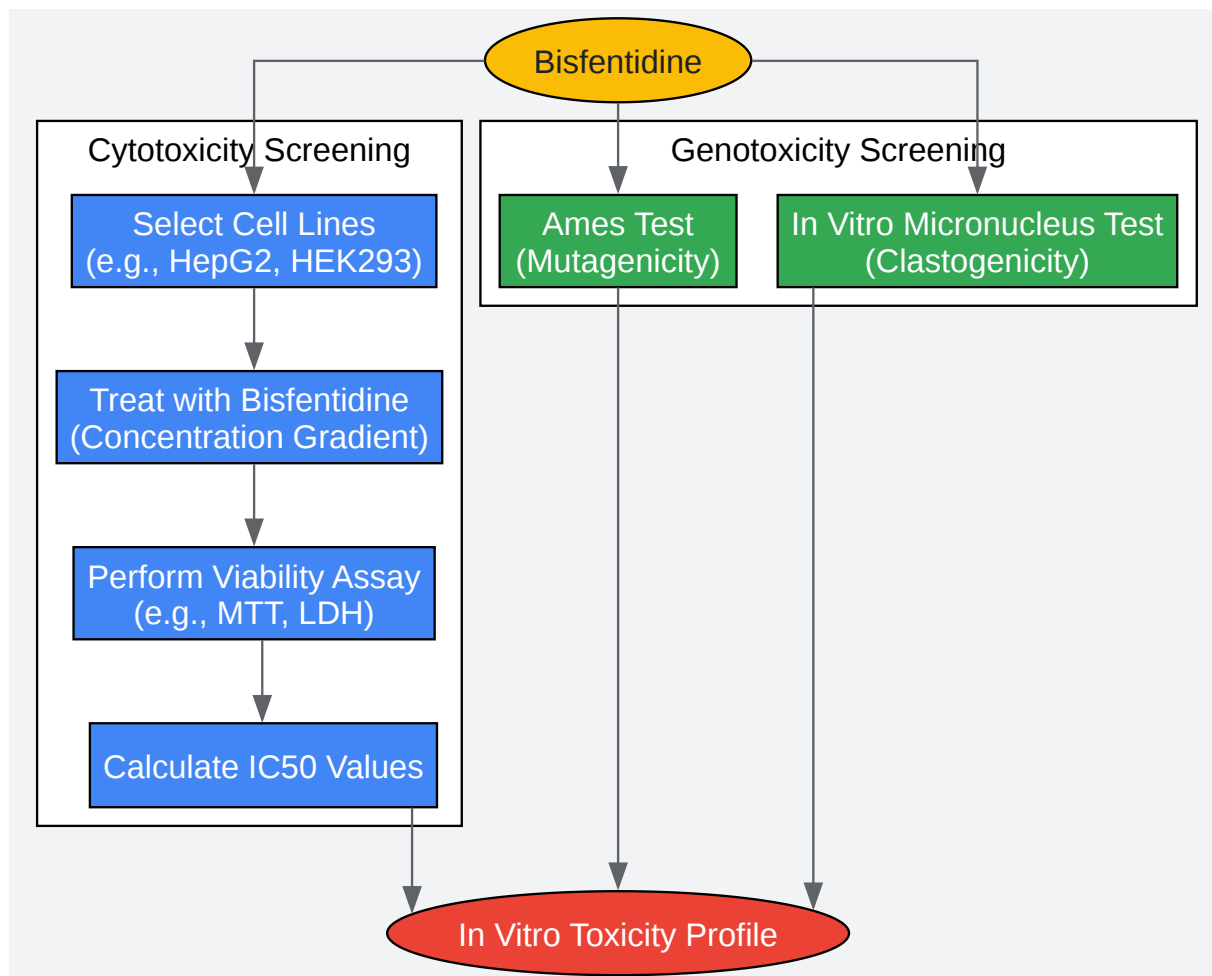 Bisfentidine
Cytotoxicity Screening
Select Cell Lines
(e.g., HepG2, HEK293)
Treat with Bisfentidine
(Concentration Gradient)
Perform Viability Assay
(e.g., MTT, LDH)
Calculate IC50 Values
Genotoxicity Screening
Ames Test
(Mutagenicity)
In Vitro Micronucleus Test
(Clastogenicity)
In Vitro Toxicity Profile